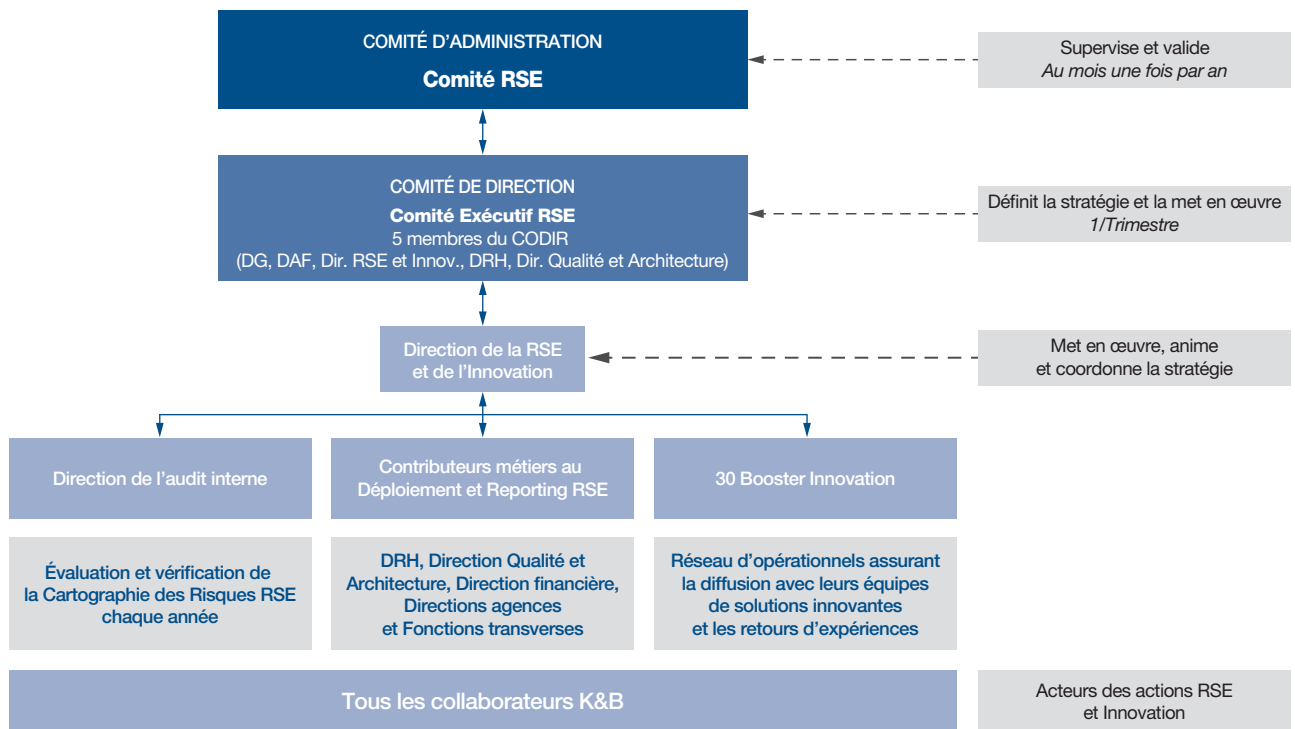 COMITÉ D'ADMINISTRATION
Comité RSE
Supervise et valide
Au mois une fois par an
COMITÉ DE DIRECTION
Comité Exécutif RSE
5 membres du CODIR
(DG, DAF, Dir. RSE et Innov., DRH, Dir. Qualité et Architecture)
Définit la stratégie et la met en œuvre
1/Trimestre
Direction de la RSE
et de l'Innovation
Met en œuvre, anime
et coordonne la stratégie
Direction de l'audit interne
Contributeurs métiers au
Déploiement et Reporting RSE
30 Booster Innovation
Évaluation et vérification de
la Cartographie des Risques RSE
chaque année
DRH, Direction Qualité et
Architecture, Direction financière,
Directions agences
et Fonctions transverses
Réseau d'opérationnels assurant
la diffusion avec leurs équipes
de solutions innovantes
et les retours d'expériences
Tous les collaborateurs K&B
Acteurs des actions RSE
et Innovation